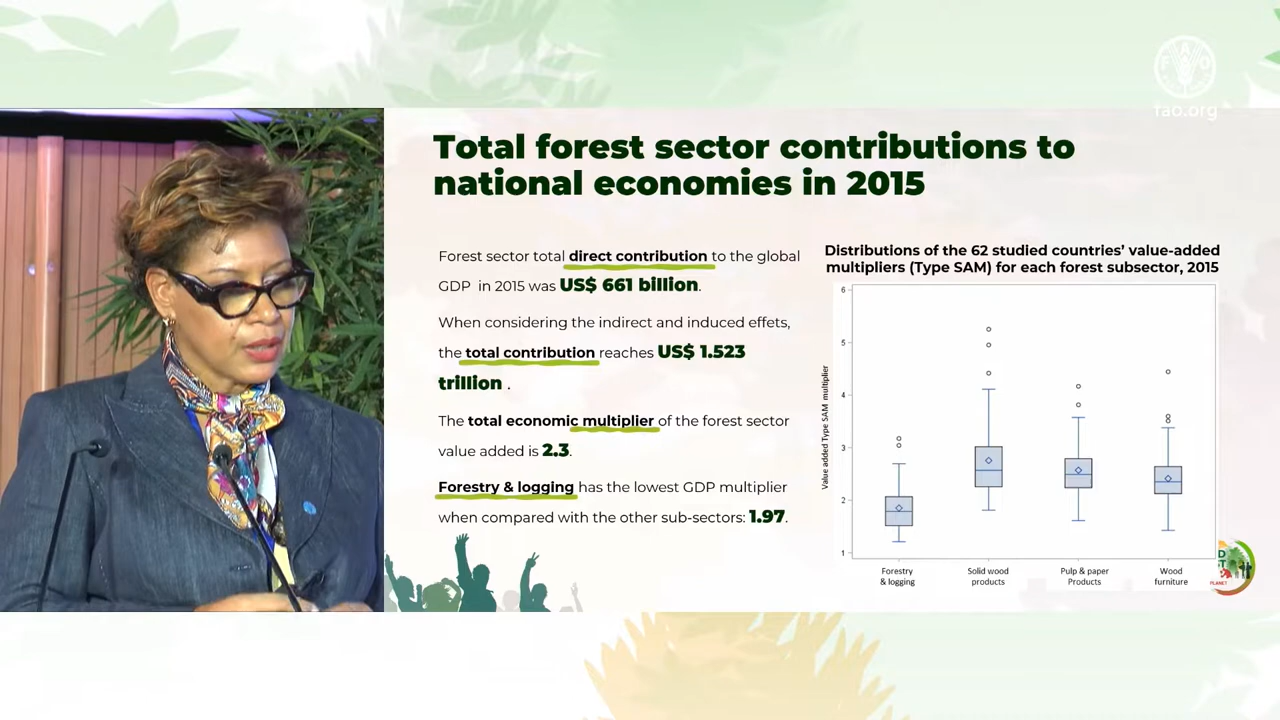 FAO
fao.org
Total forest sector contributions to
national economies in 2015
Forest sector total direct contribution to the global
GDP in 2015 was US$ 661 billion.
When considering the indirect and induced effets,
the total contribution reaches US$ 1.523
trillion .
The total economic multiplier of the forest sector
value added is 2.3.
Forestry & logging has the lowest GDP multiplier
when compared with the other sub-sectors: 1.97.
Distributions of the 62 studied countries' value-added
multipliers (Type SAM) for each forest subsector, 2015
Value added Type SAM multiplier
6
5
4
3
2
1
Forestry
& logging
Solid wood
products
Pulp & paper
Products
Wood
furniture
PLANET